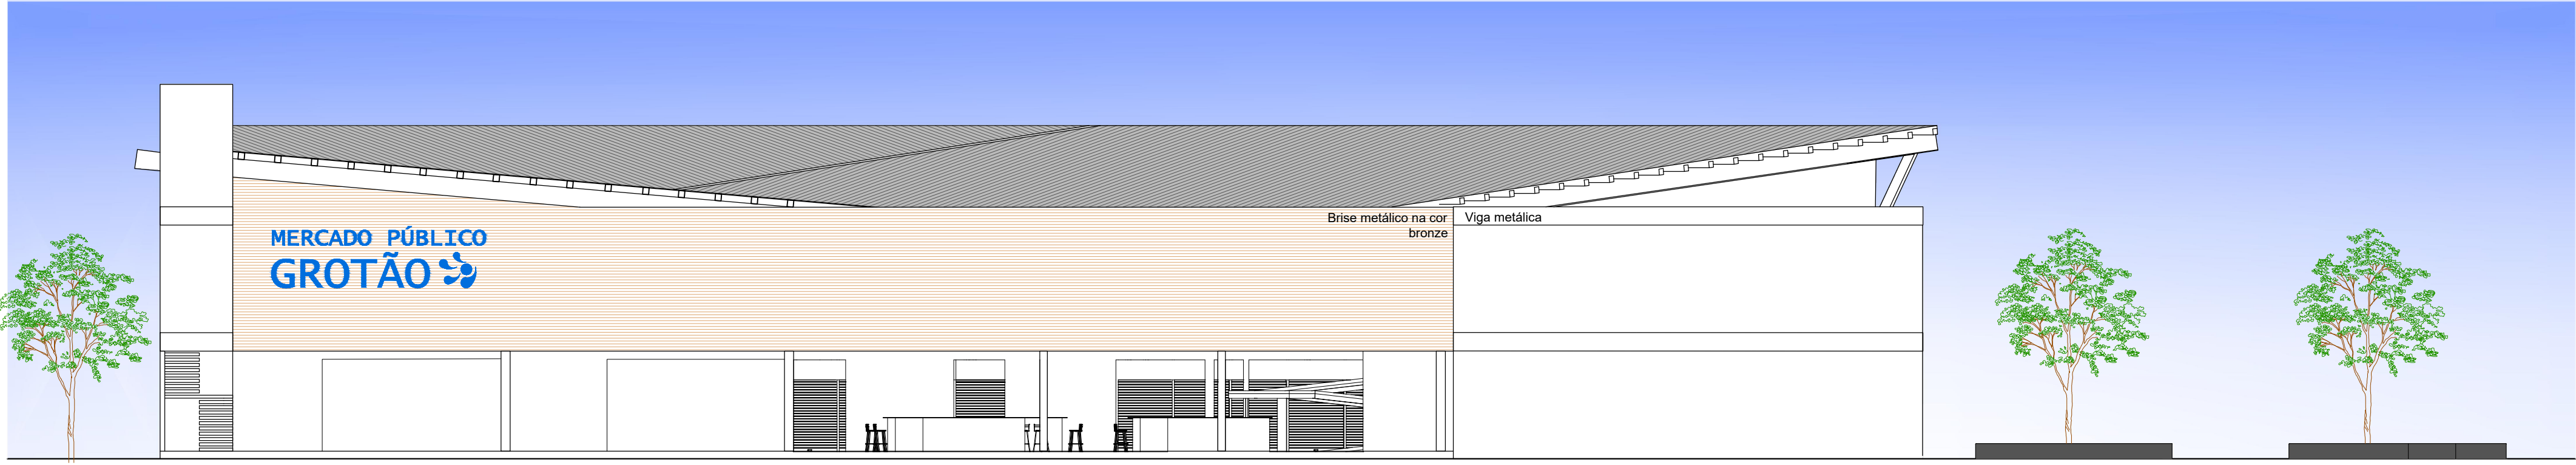 MERCADO PÚBLICO
GROTÃO
Brise metálico na cor
bronze
Viga metálica